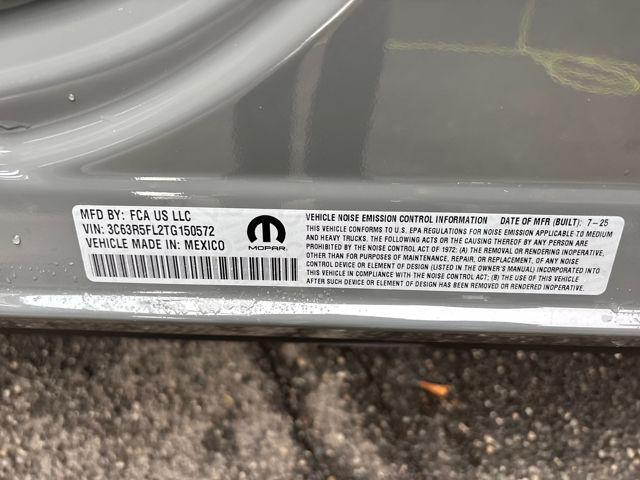 MFD BY: FCA US LLC
VIN: 3C63R5FL2TG150572
VEHICLE MADE IN: MEXICO
MOPAR
VEHICLE NOISE EMISSION CONTROL INFORMATION DATE OF MFR (BUILT): 7-25
THIS VEHICLE CONFORMS TO U.S. EPA REGULATIONS FOR NOISE EMISSION APPLICABLE TO MEDIUM
AND HEAVY TRUCKS. THE FOLLOWING ACTS OR THE CAUSING THEREOF BY ANY PERSON ARE
PROHIBITED BY THE NOISE CONTROL ACT OF 1972: (A) THE REMOVAL OR RENDERING INOPERATIVE,
OTHER THAN FOR PURPOSES OF MAINTENANCE, REPAIR, OR REPLACEMENT, OF ANY NOISE
CONTROL DEVICE OR ELEMENT OF DESIGN (LISTED IN THE OWNER'S MANUAL) INCORPORATED INTO
THIS VEHICLE IN COMPLIANCE WITH THE NOISE CONTROL ACT; (B) THE USE OF THIS VEHICLE
AFTER SUCH DEVICE OR ELEMENT OF DESIGN HAS BEEN REMOVED OR RENDERED INOPERATIVE.